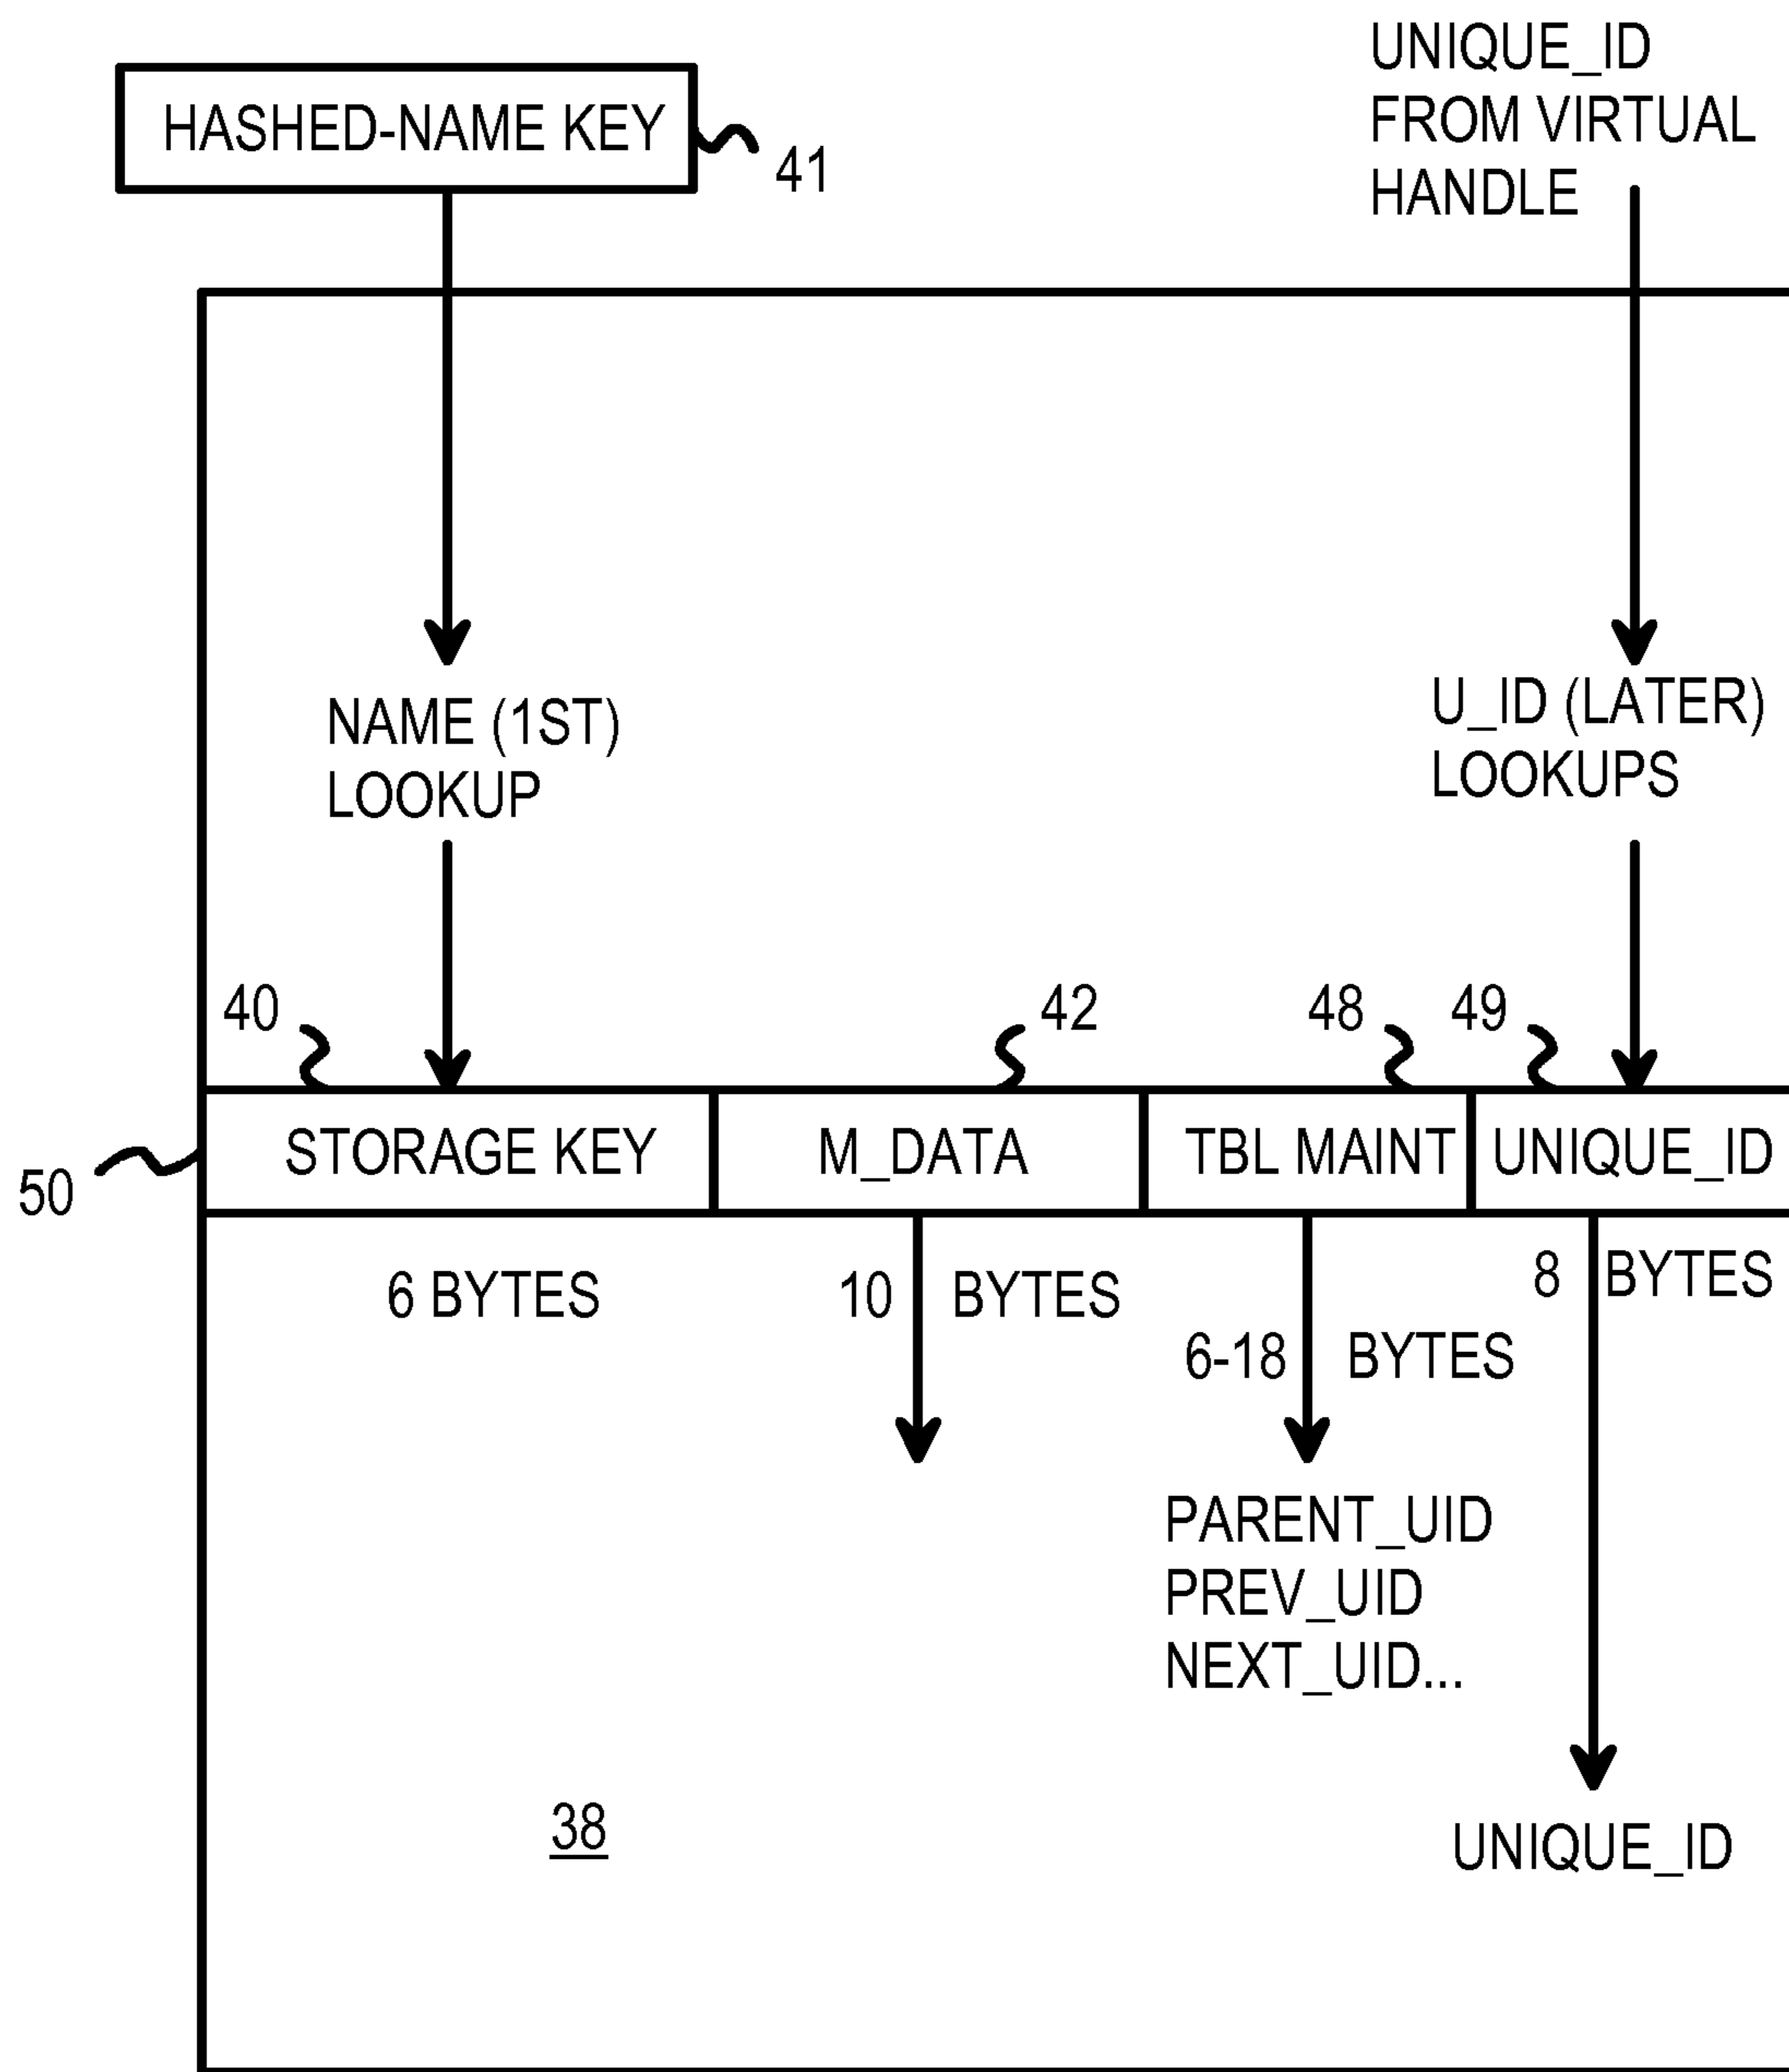 HASHED-NAME KEY
41
UNIQUE_ID
FROM VIRTUAL
HANDLE
NAME (1ST)
LOOKUP
U_ID (LATER)
LOOKUPS
40
42
48
49
50
STORAGE KEY
M_DATA
TBL MAINT
UNIQUE_ID
6 BYTES
10 BYTES
6-18 BYTES
8 BYTES
PARENT_UID
PREV_UID
NEXT_UID...
38
UNIQUE_ID